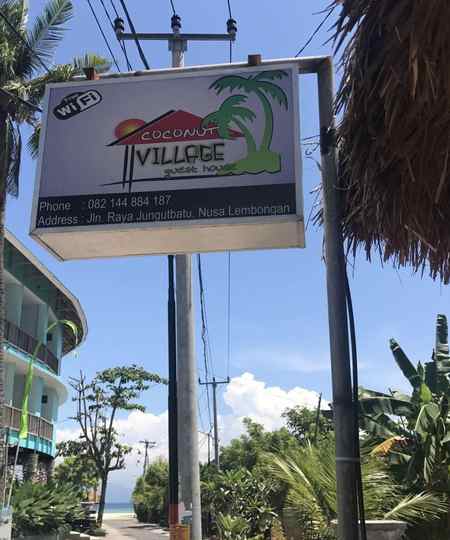 WiFi
COCONUT
VILLAGE
guest house
Phone : 082 144 884 187
Address : Jln. Raya Jungutbatu, Nusa Lembongan